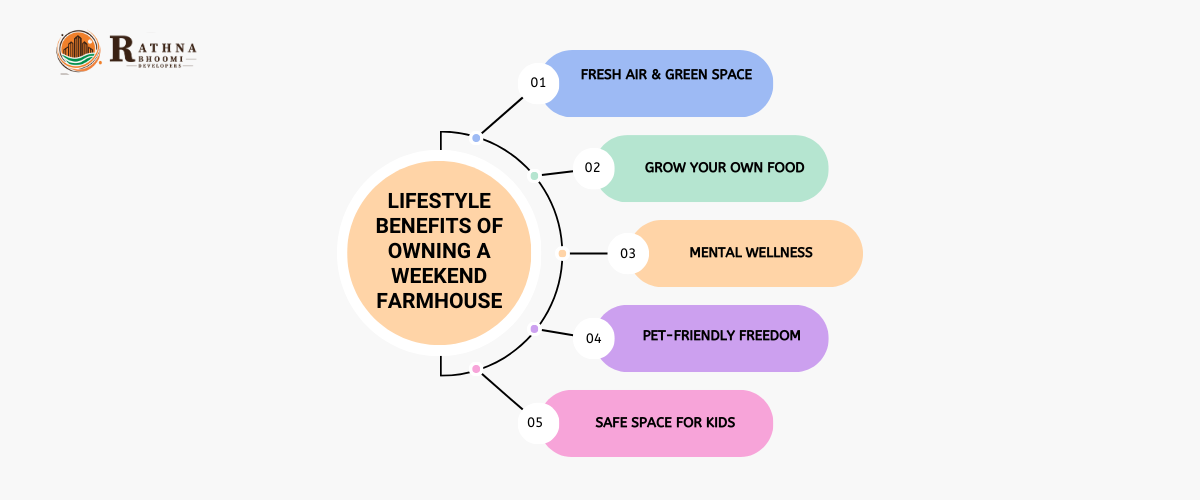 RATHNA
BHOOMI
DEVELOPERS
01
FRESH AIR & GREEN SPACE
02
GROW YOUR OWN FOOD
LIFESTYLE
BENEFITS OF
OWNING A
WEEKEND
FARMHOUSE
03
MENTAL WELLNESS
04
PET-FRIENDLY FREEDOM
05
SAFE SPACE FOR KIDS